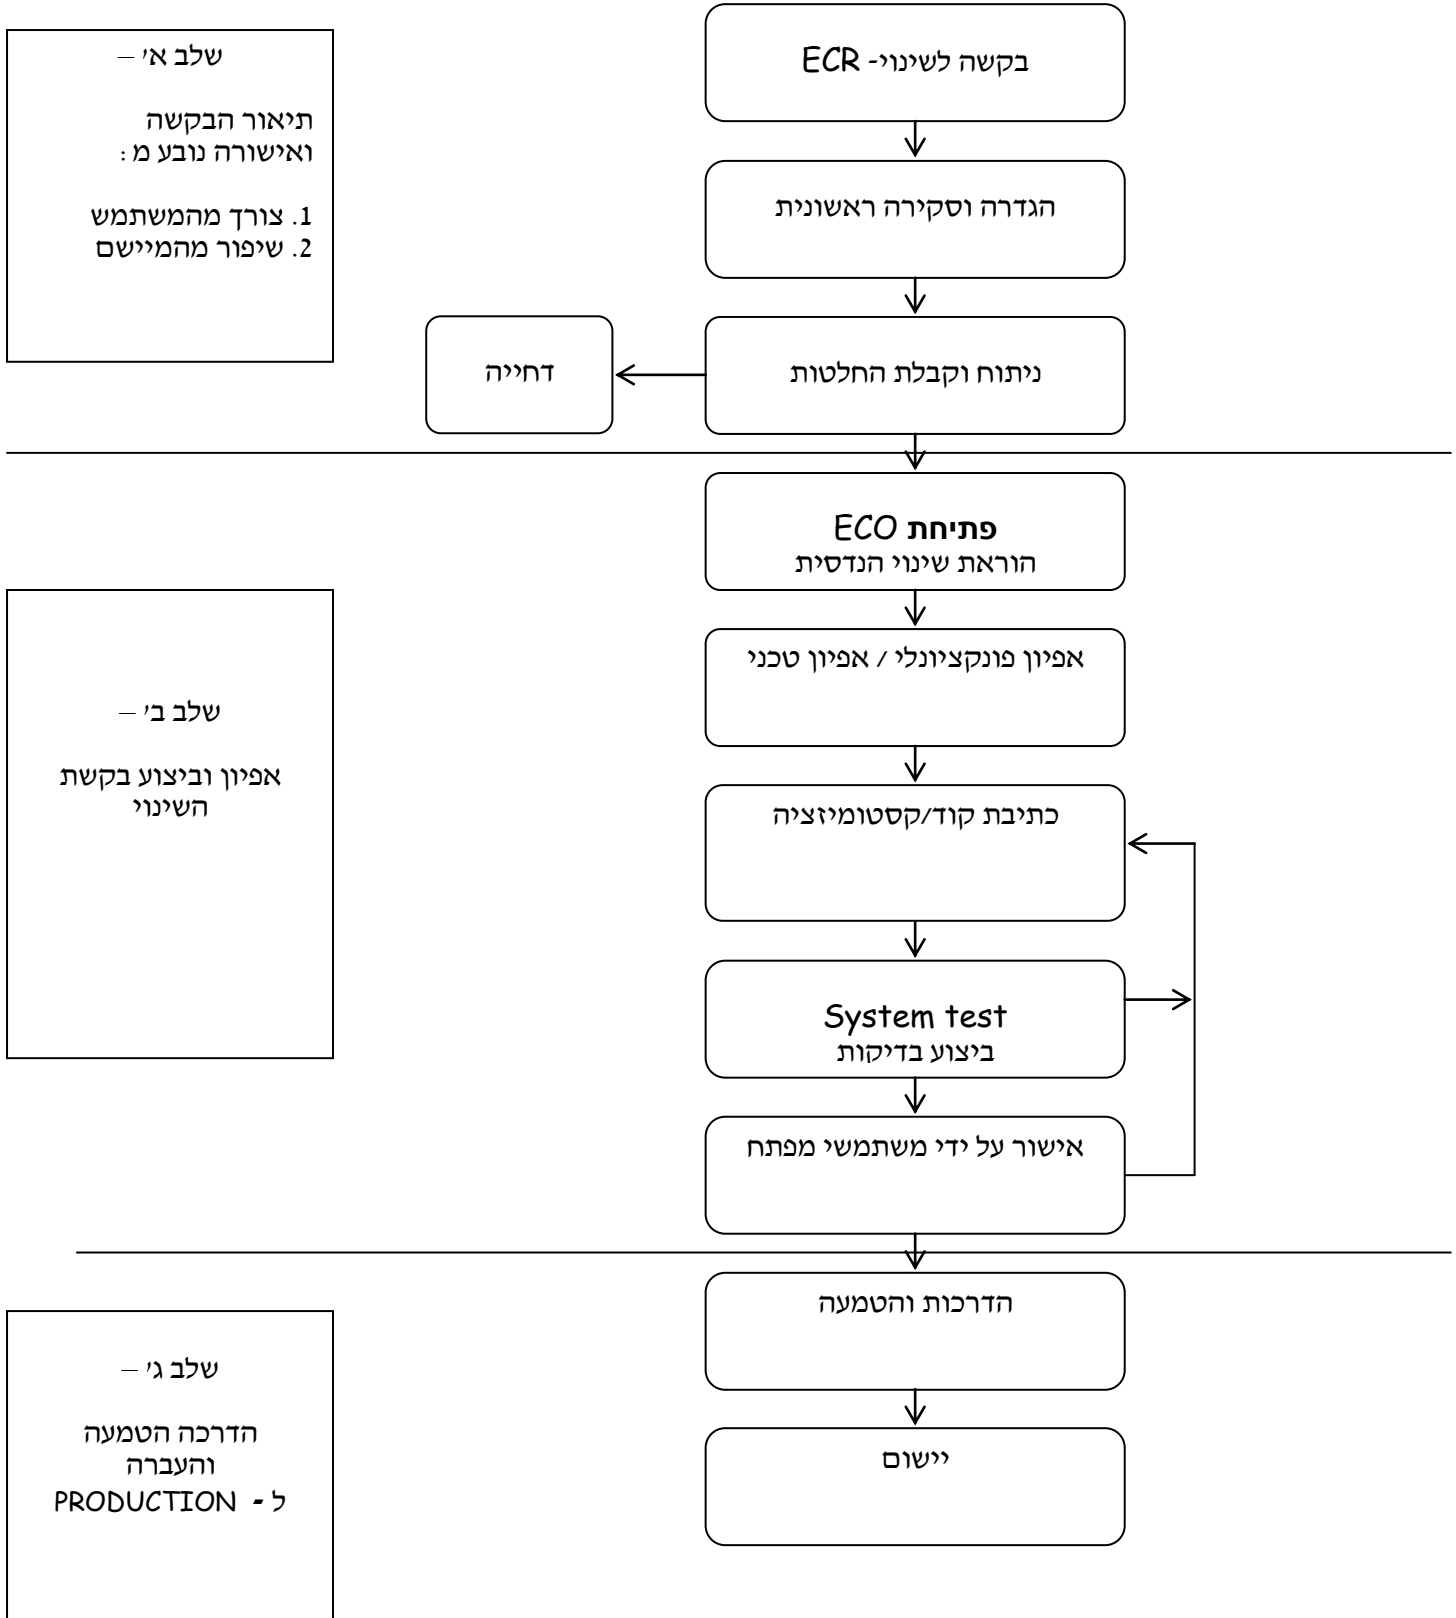 שלב א' –
תיאור הבקשה
ואישורה נובע מ :
1. צורך מהמשתמש
2. שיפור מהמיישם
בקשה לשינוי- ECR
הגדרה וסקירה ראשונית
ניתוח וקבלת החלטות
דחייה
פתיחת ECO
הוראת שינוי הנדסית
שלב ב' –
אפיון וביצוע בקשת
השינוי
אפיון פונקציונלי / אפיון טכני
כתיבת קוד/קסטומיזציה
System test
ביצוע בדיקות
אישור על ידי משתמשי מפתח
שלב ג' –
הדרכה הטמעה
והעברה
ל - PRODUCTION
הדרכות והטמעה
יישום